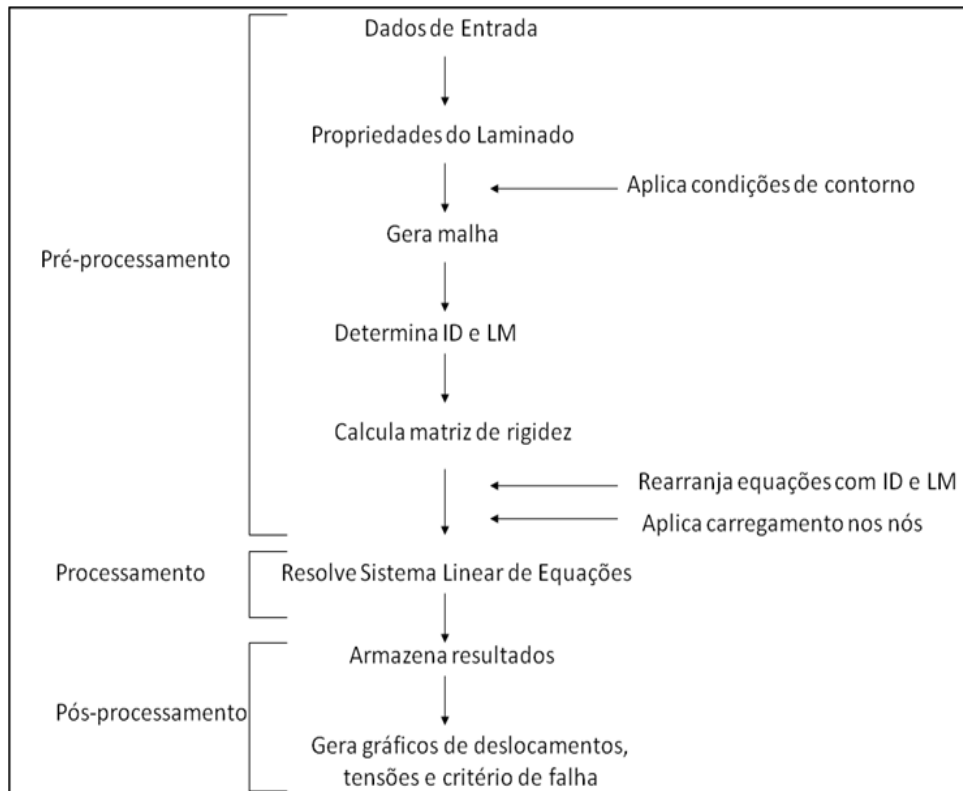 Dados de Entrada
Propriedades do Laminado
Aplica condições de contorno
Gera malha
Pré-processamento
Determina ID e LM
Calcula matriz de rigidez
Rearranja equações com ID e LM
Aplica carregamento nos nós
Processamento
Resolve Sistema Linear de Equações
Armazena resultados
Pós-processamento
Gera gráficos de deslocamentos,
tensões e critério de falha